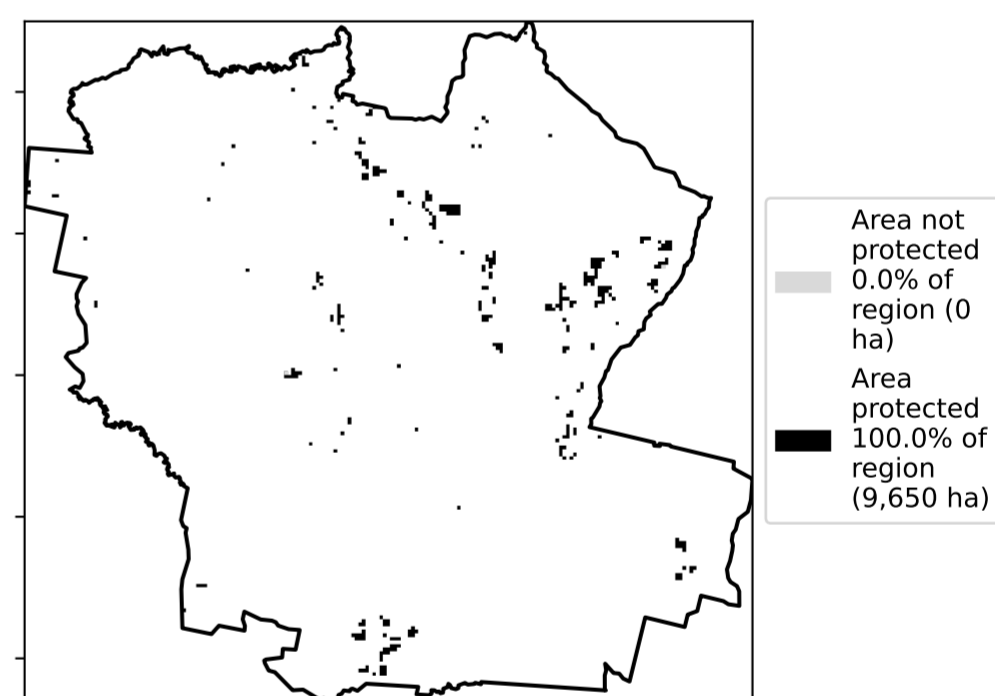 Area not
protected
0.0% of
region (0
ha)
Area
protected
100.0% of
region
(9,650 ha)